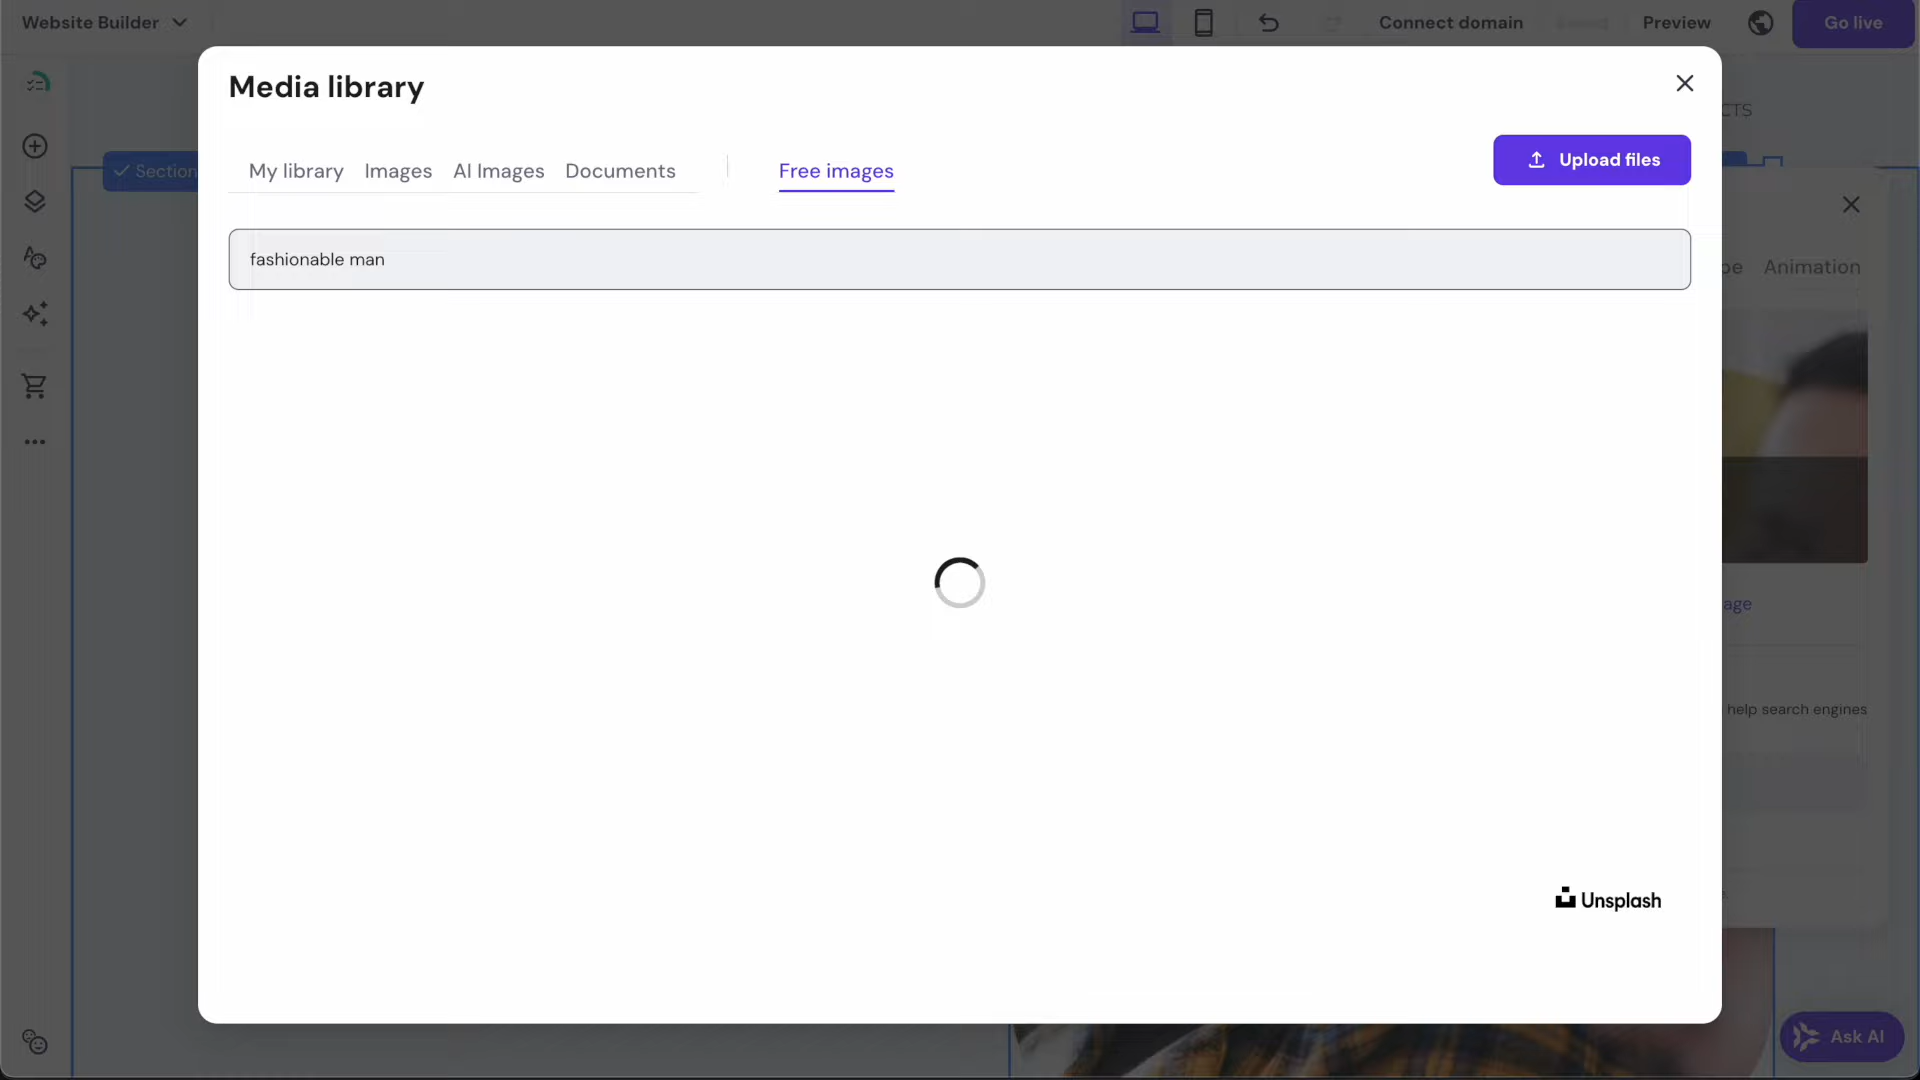 Website Builder
Connect domain
Preview
Go live
Media library
My library
Images
AI Images
Documents
Free images
Upload files
Section
fashionable man
Animation
help search engines
Unsplash
Ask AI